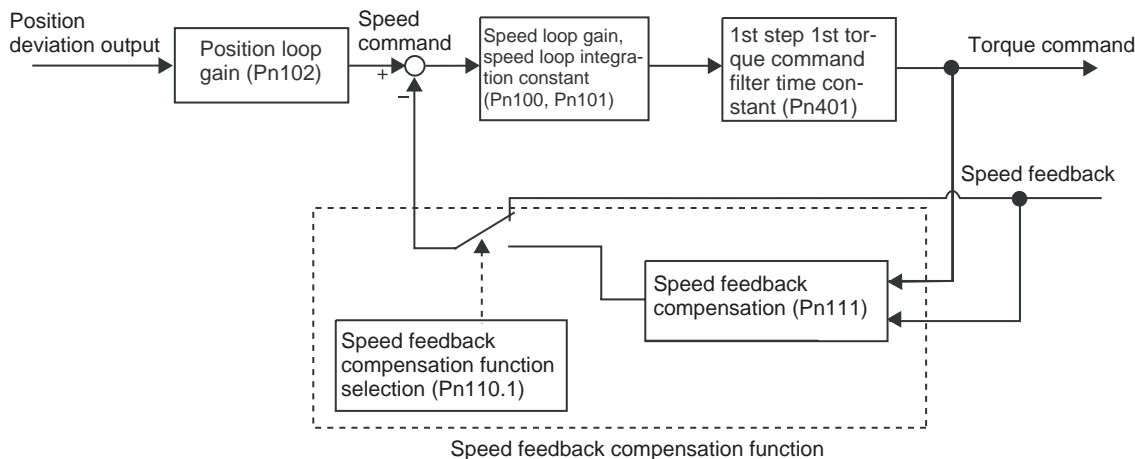 Position
deviation output
Position loop
gain (Pn102)
Speed
command
+
−
Speed loop gain,
speed loop integra-
tion constant
(Pn100, Pn101)
1st step 1st tor-
que command
filter time con-
stant (Pn401)
Torque command
Speed feedback
Speed feedback
compensation (Pn111)
Speed feedback
compensation function
selection (Pn110.1)
Speed feedback compensation function